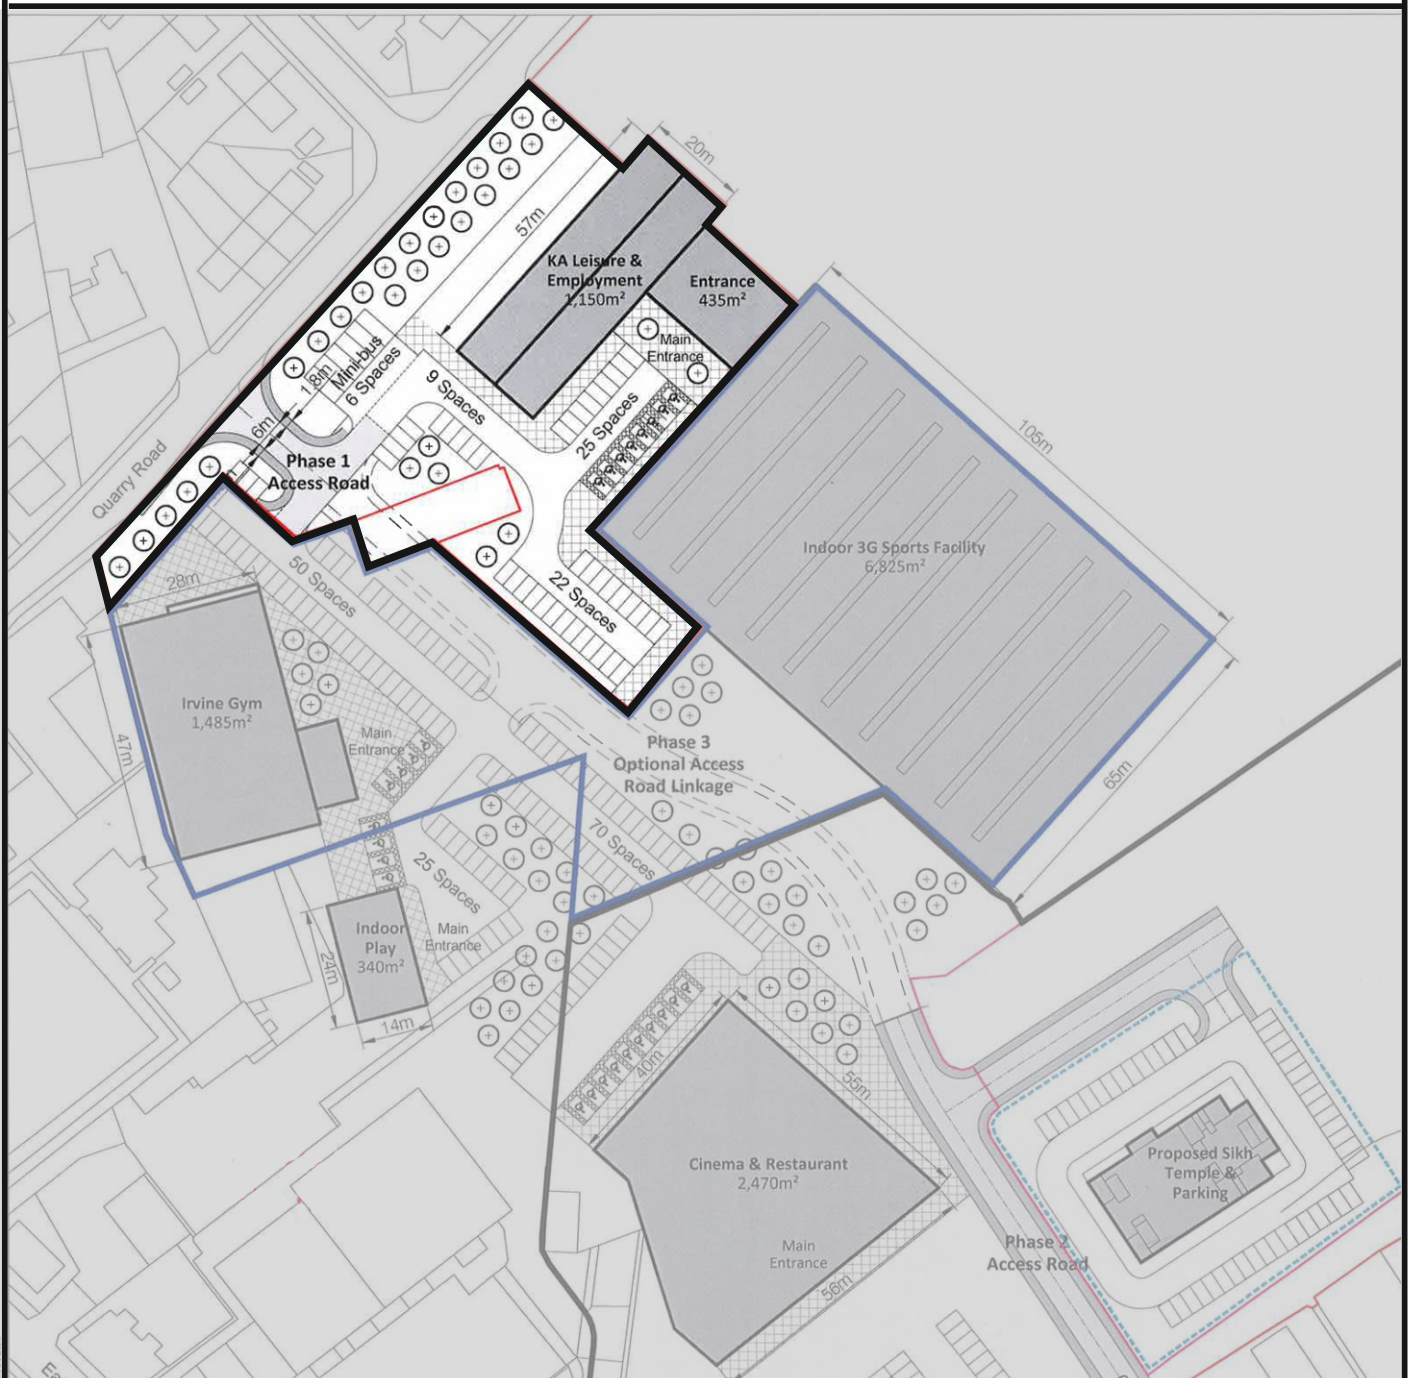 20m
57m
KA Leisure &
Employment
1,150m²
Entrance
435m²
Main
Entrance
1.8m
Mini-bus
6 Spaces
9 Spaces
25 Spaces
6m
Phase 1
Access Road
Quarry Road
105m
Indoor 3G Sports Facility
6,825m²
22 Spaces
50 Spaces
28m
Irvine Gym
1,485m²
47m
Main
Entrance
Phase 3
Optional Access
Road Linkage
65m
70 Spaces
25 Spaces
Indoor
Play
340m²
Main
Entrance
24m
14m
40m
55m
Cinema & Restaurant
2,470m²
Main
Entrance
56m
Proposed Sikh
Temple &
Parking
Phase 2
Access Road